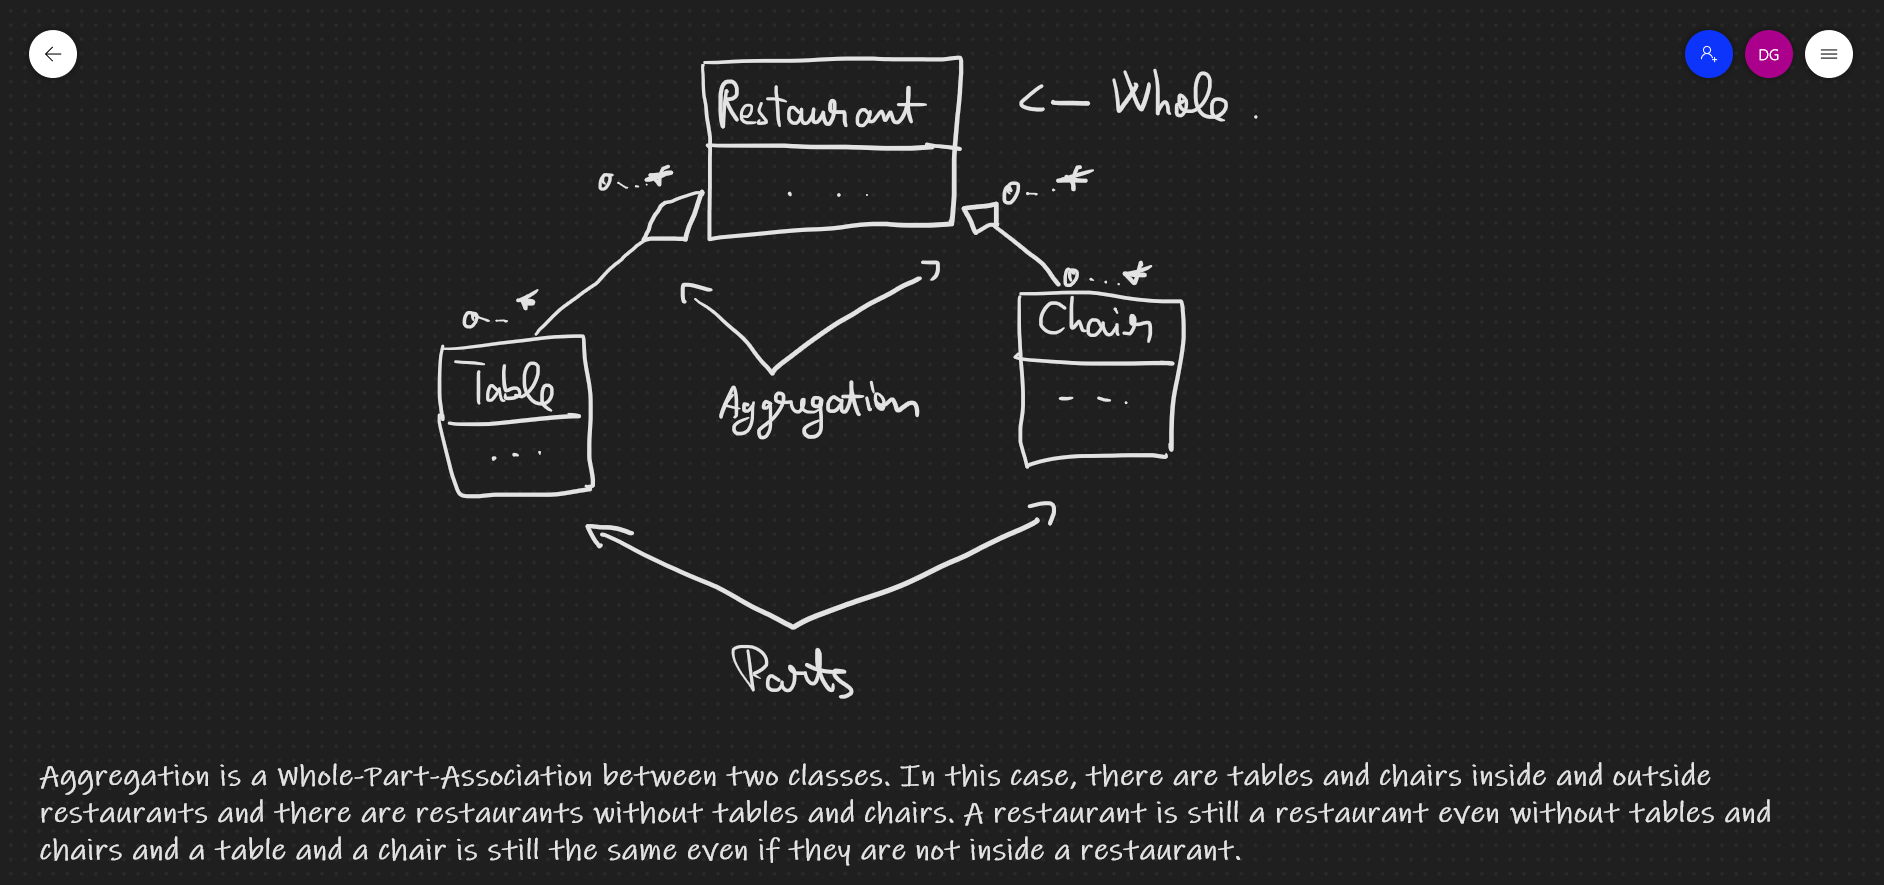 DG
Restaurant
<- Whole.
. . .
0...*
0...*
0...*
0...*
Chair
Table
- - .
Aggregation
...
Parts
Aggregation is a Whole-Part-Association between two classes. In this case, there are tables and chairs inside and outside
restaurants and there are restaurants without tables and chairs. A restaurant is still a restaurant even without tables and
chairs and a table and a chair is still the same even if they are not inside a restaurant.